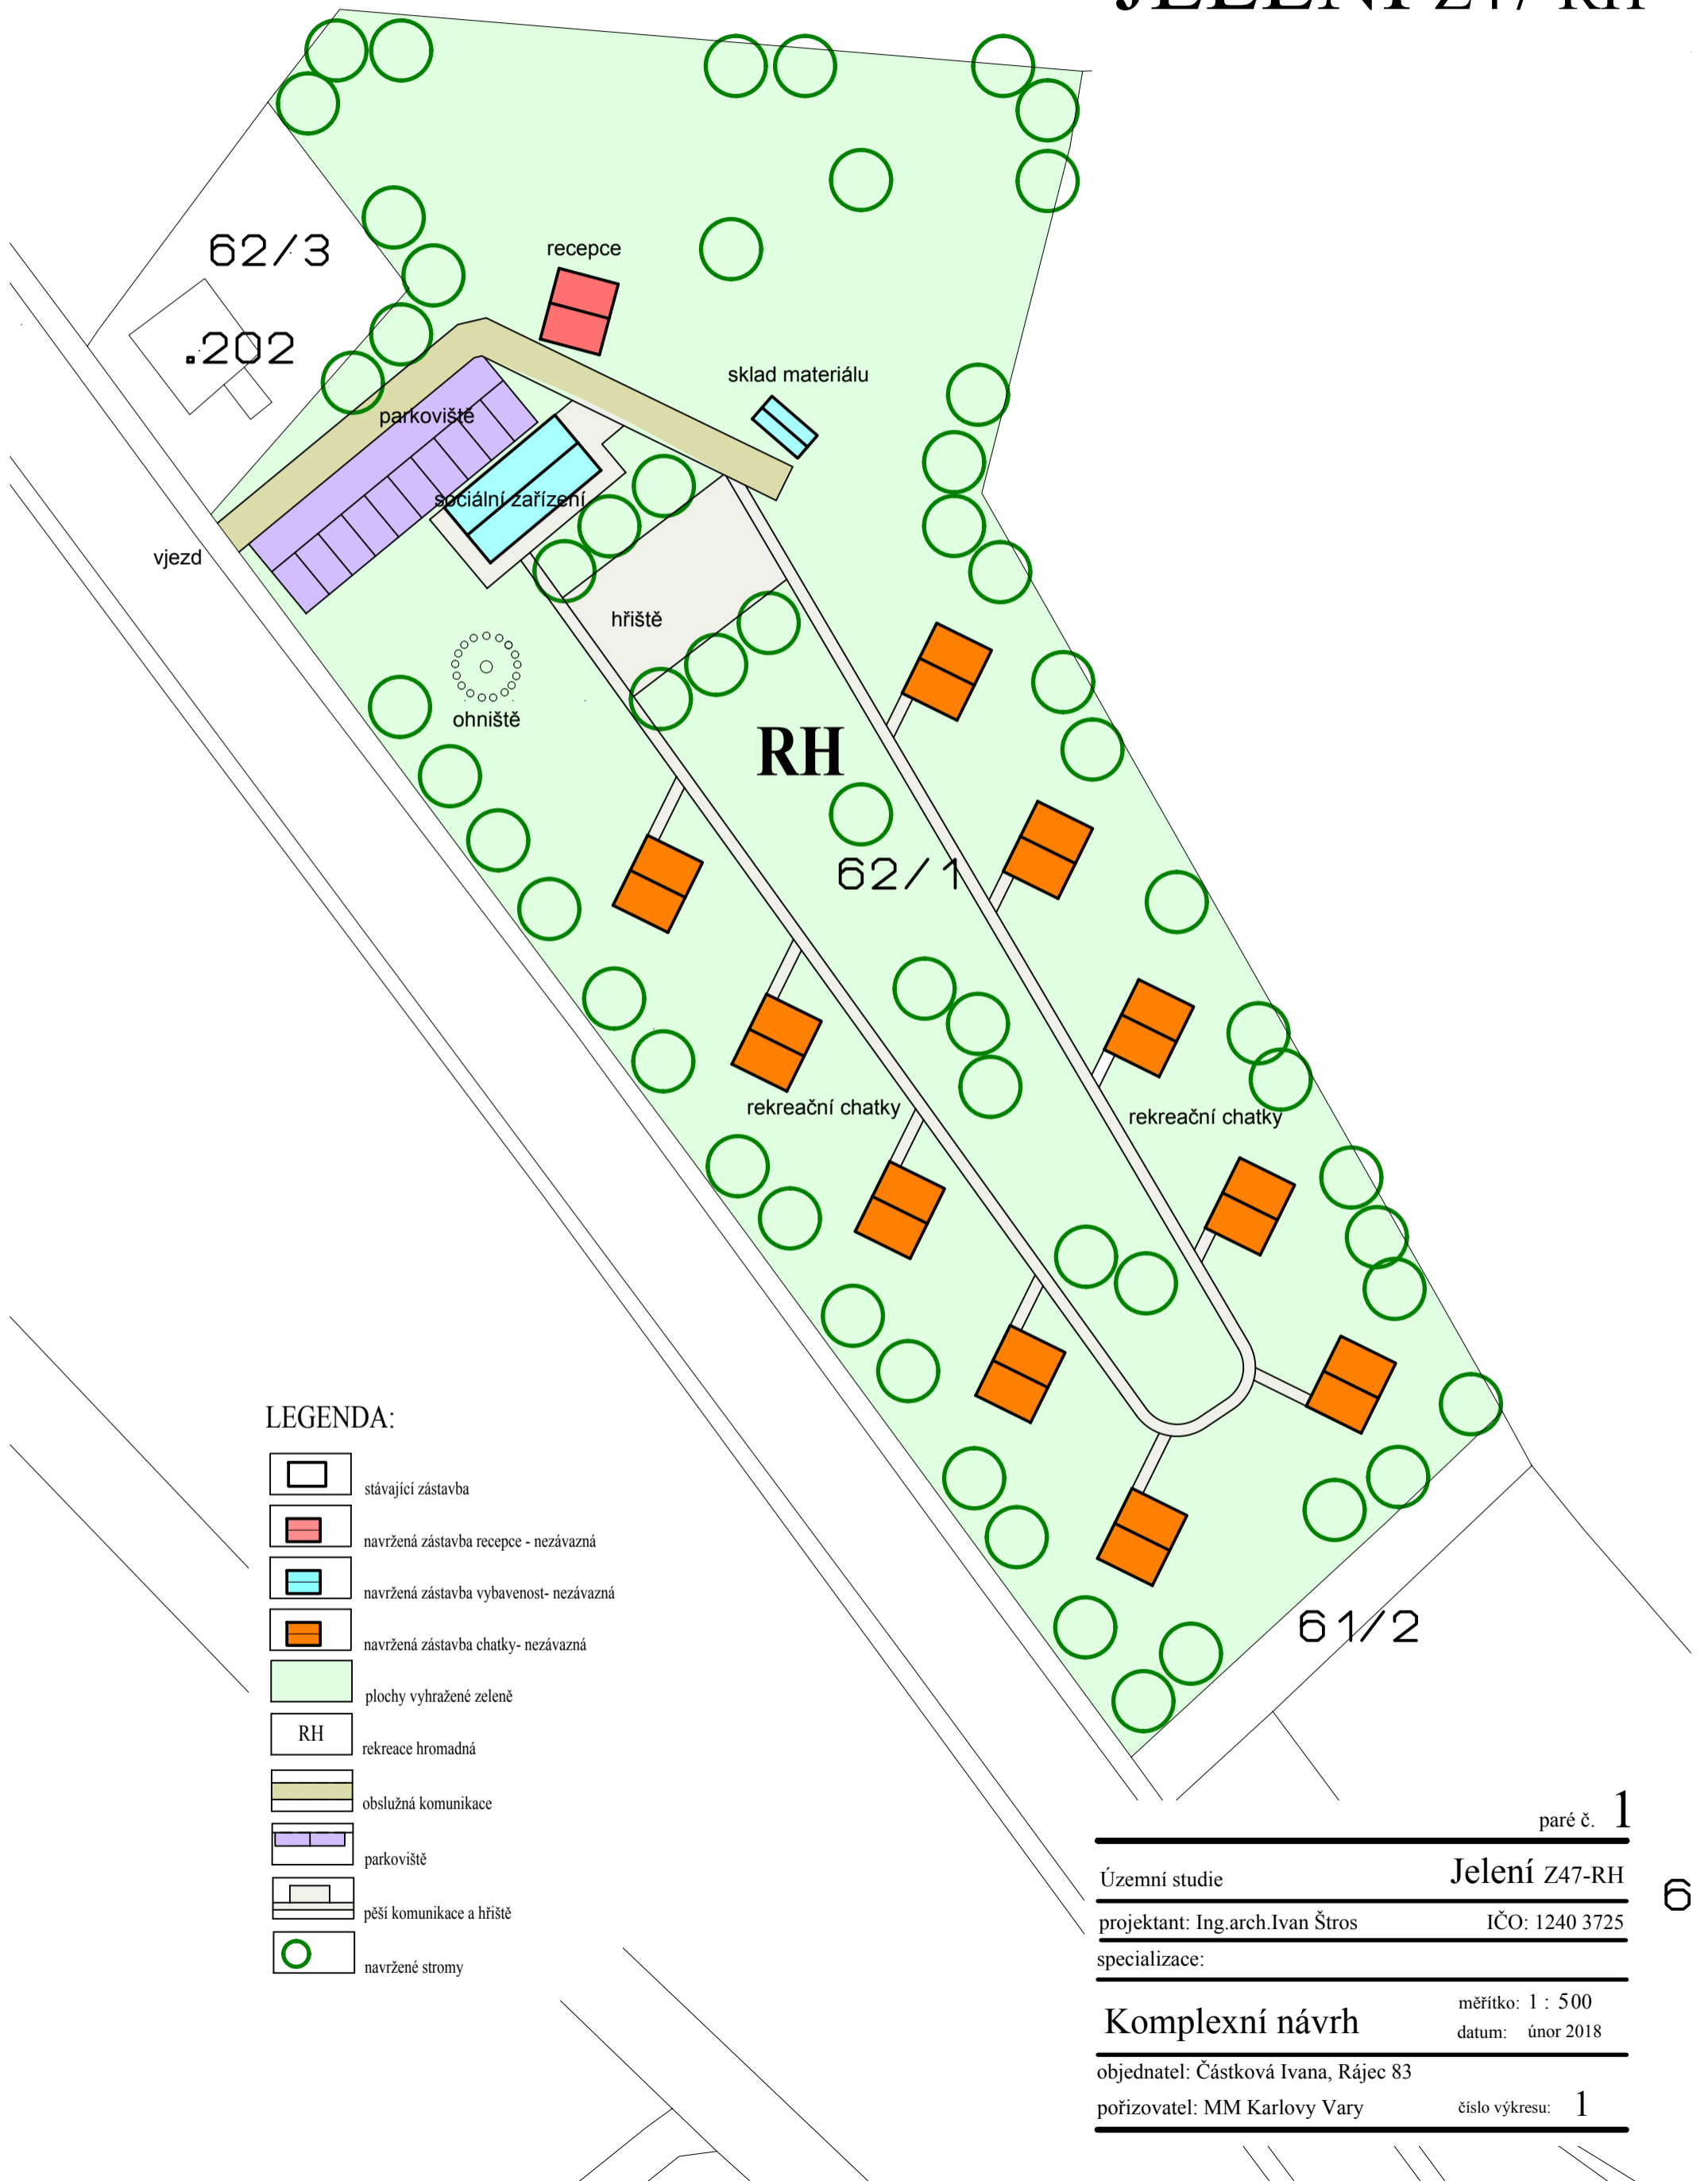 JELENÍ Z47-RH
62/3
recepce
.202
sklad materiálu
parkoviště
sociální zařízení
vjezd
hřiště
ohniště
RH
62/1
rekreační chatky
rekreační chatky
61/2
LEGENDA:
stávající zástavba
navržená zástavba recepce - nezávazná
navržená zástavba vybavenost- nezávazná
navržená zástavba chatky- nezávazná
plochy vyhražené zeleně
RH rekreace hromadná
obslužná komunikace
parkoviště
pěší komunikace a hřiště
navržené stromy
paré č. 1
Územní studie Jelení Z47-RH
6
projektant: Ing.arch.Ivan Štros IČO: 1240 3725
specializace:
Komplexní návrh
měřítko: 1 : 500
datum: únor 2018
objednatel: Částková Ivana, Rájec 83
pořizovatel: MM Karlovy Vary
číslo výkresu: 1